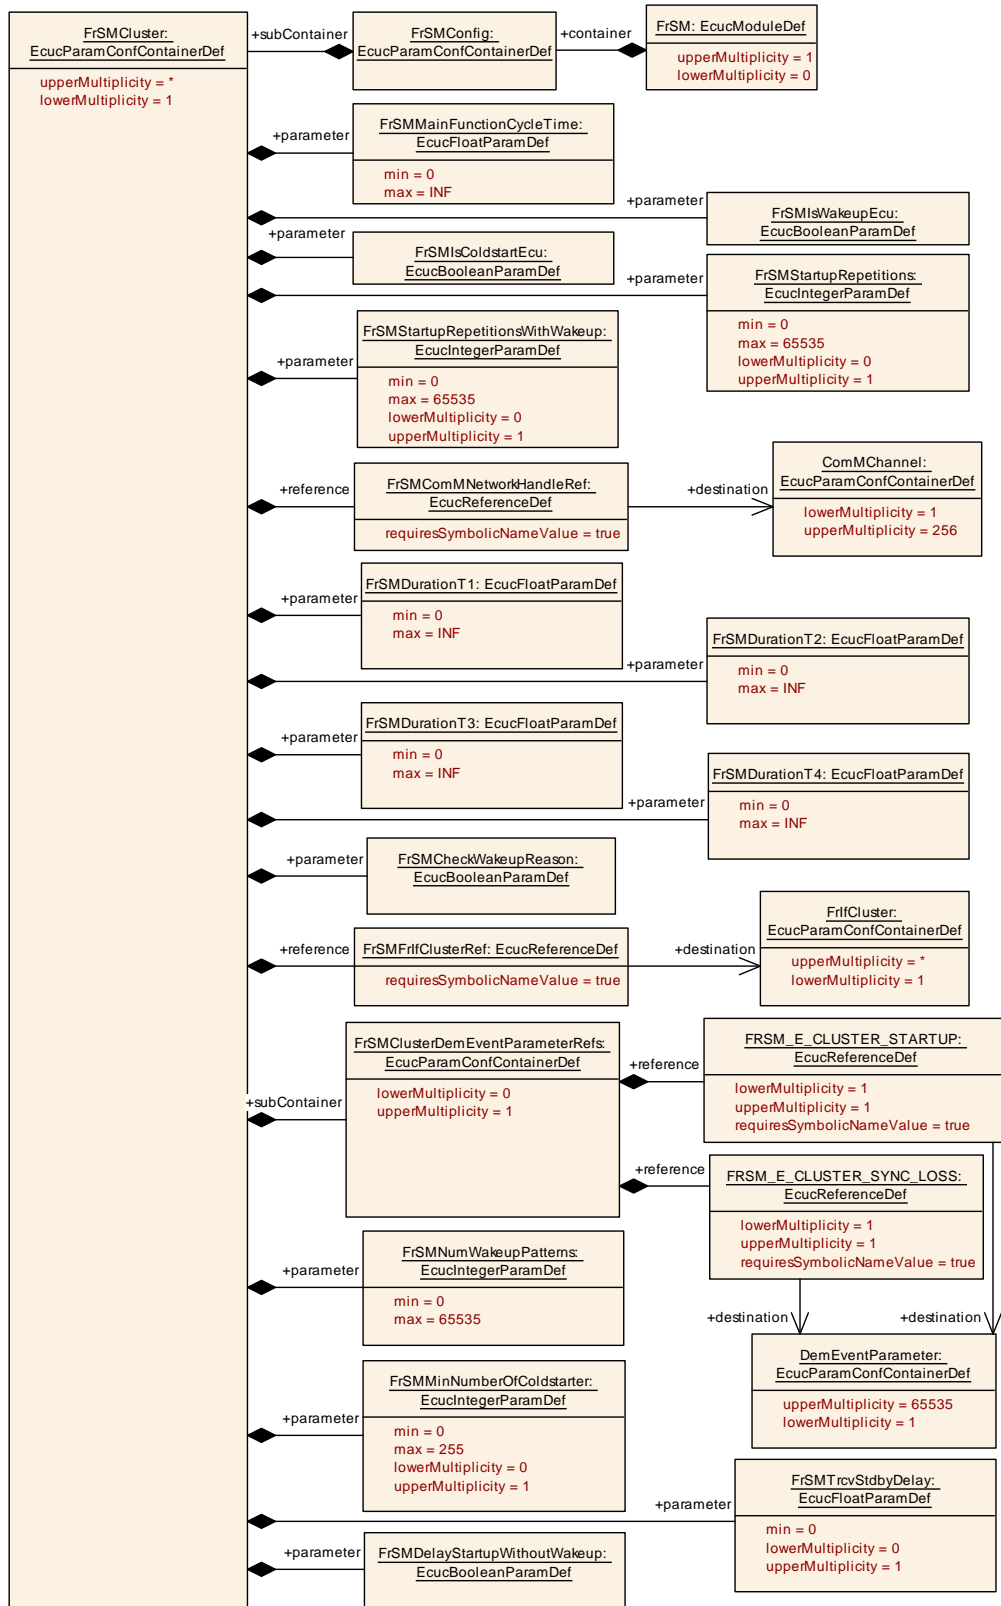 FrSMCluster:
EcucParamConfContainerDef
upperMultiplicity = *
lowerMultiplicity = 1
+subContainer
FrSMConfig:
EcucParamConfContainerDef
+container
FrSM: EcucModuleDef
upperMultiplicity = 1
lowerMultiplicity = 0
+parameter
FrSMMainFunctionCycleTime:
EcucFloatParamDef
min = 0
max = INF
+parameter
FrSMIsWakeupEcu:
EcucBooleanParamDef
+parameter
FrSMIsColdstartEcu:
EcucBooleanParamDef
+parameter
FrSMStartupRepetitions:
EcucIntegerParamDef
min = 0
max = 65535
lowerMultiplicity = 0
upperMultiplicity = 1
+parameter
FrSMStartupRepetitionsWithWakeup:
EcucIntegerParamDef
min = 0
max = 65535
lowerMultiplicity = 0
upperMultiplicity = 1
+reference
FrSMComMNetworkHandleRef:
EcucReferenceDef
requiresSymbolicNameValue = true
+destination
ComMChannel:
EcucParamConfContainerDef
lowerMultiplicity = 1
upperMultiplicity = 256
+parameter
FrSMDurationT1: EcucFloatParamDef
min = 0
max = INF
+parameter
FrSMDurationT2: EcucFloatParamDef
min = 0
max = INF
+parameter
FrSMDurationT3: EcucFloatParamDef
min = 0
max = INF
+parameter
FrSMDurationT4: EcucFloatParamDef
min = 0
max = INF
+parameter
FrSMCheckWakeupReason:
EcucBooleanParamDef
+reference
FrSMFrIfClusterRef: EcucReferenceDef
requiresSymbolicNameValue = true
+destination
FrIfCluster:
EcucParamConfContainerDef
upperMultiplicity = *
lowerMultiplicity = 1
+subContainer
FrSMClusterDemEventParameterRefs:
EcucParamConfContainerDef
lowerMultiplicity = 0
upperMultiplicity = 1
+reference
FRSM_E_CLUSTER_STARTUP:
EcucReferenceDef
lowerMultiplicity = 1
upperMultiplicity = 1
requiresSymbolicNameValue = true
+reference
FRSM_E_CLUSTER_SYNC_LOSS:
EcucReferenceDef
lowerMultiplicity = 1
upperMultiplicity = 1
requiresSymbolicNameValue = true
+destination
+destination
DemEventParameter:
EcucParamConfContainerDef
upperMultiplicity = 65535
lowerMultiplicity = 1
+parameter
FrSMNumWakeupPatterns:
EcucIntegerParamDef
min = 0
max = 65535
+parameter
FrSMMinNumberOfColdstarter:
EcucIntegerParamDef
min = 0
max = 255
lowerMultiplicity = 0
upperMultiplicity = 1
+parameter
FrSMTrcvStdbyDelay:
EcucFloatParamDef
min = 0
lowerMultiplicity = 0
upperMultiplicity = 1
+parameter
FrSMDelayStartupWithoutWakeup:
EcucBooleanParamDef